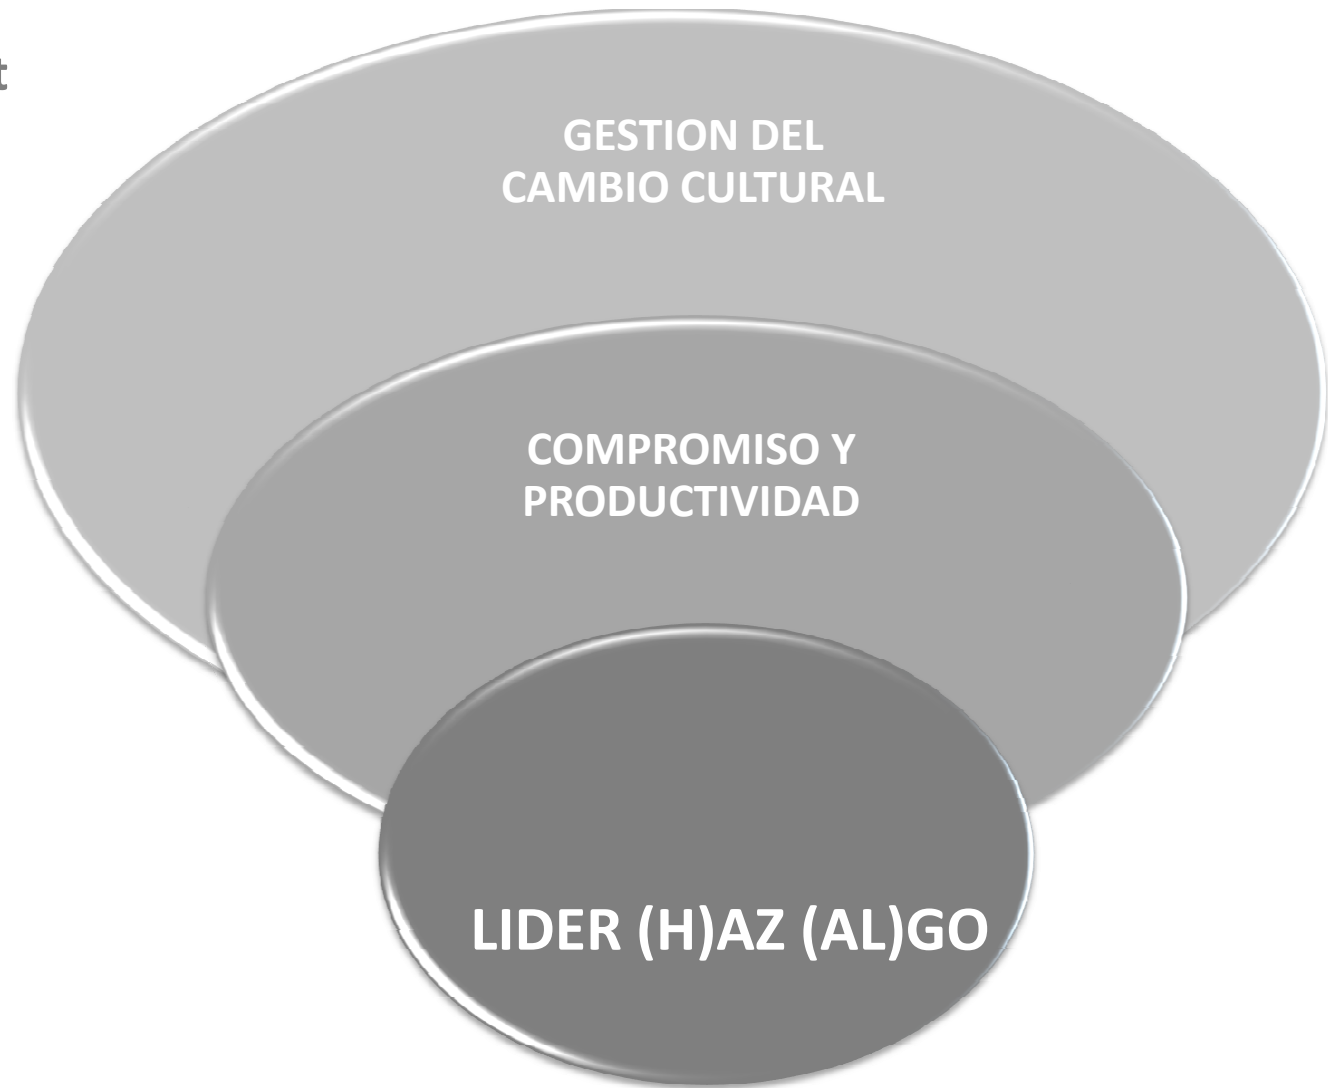 t
GESTION DEL
CAMBIO CULTURAL
COMPROMISO Y
PRODUCTIVIDAD
LIDER (H)AZ (AL)GO